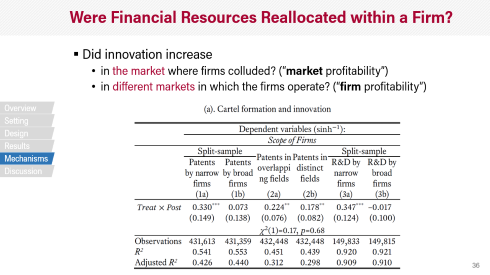 Were Financial Resources Reallocated within a Firm?
▪ Did innovation increase
• in the market where firms colluded? (“market profitability”)
• in different markets in which the firms operate? (“firm profitability”)
Overview
Setting
Design
Results
Mechanisms
Discussion
(a). Cartel formation and innovation
Dependent variables (sinh⁻¹):
Scope of Firms
Split-sample Split-sample
Patents by narrow firms Patents by broad firms Patents in overlapping fields Patents in distinct fields R&D by narrow firms R&D by broad firms
(1a) (1b) (2a) (2b) (3a) (3b)
Treat × Post 0.330*** 0.073 0.224** 0.178** 0.347*** −0.017
(0.149) (0.138) (0.076) (0.082) (0.124) (0.100)
χ²(1)=0.17, p=0.68
Observations 431,613 431,359 432,448 432,448 149,833 149,815
R² 0.541 0.553 0.451 0.439 0.920 0.921
Adjusted R² 0.426 0.440 0.312 0.298 0.909 0.910
36